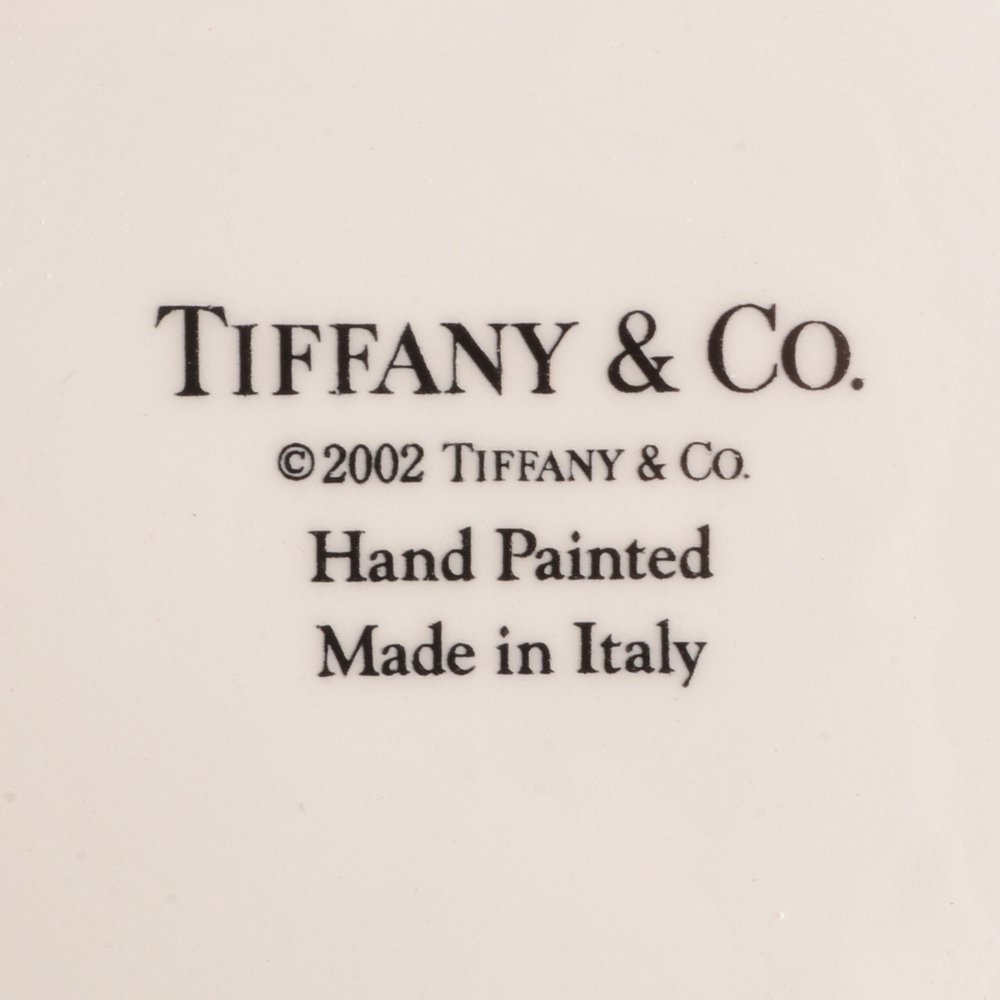 TIFFANY & CO.
©2002 TIFFANY & CO.
Hand Painted
Made in Italy